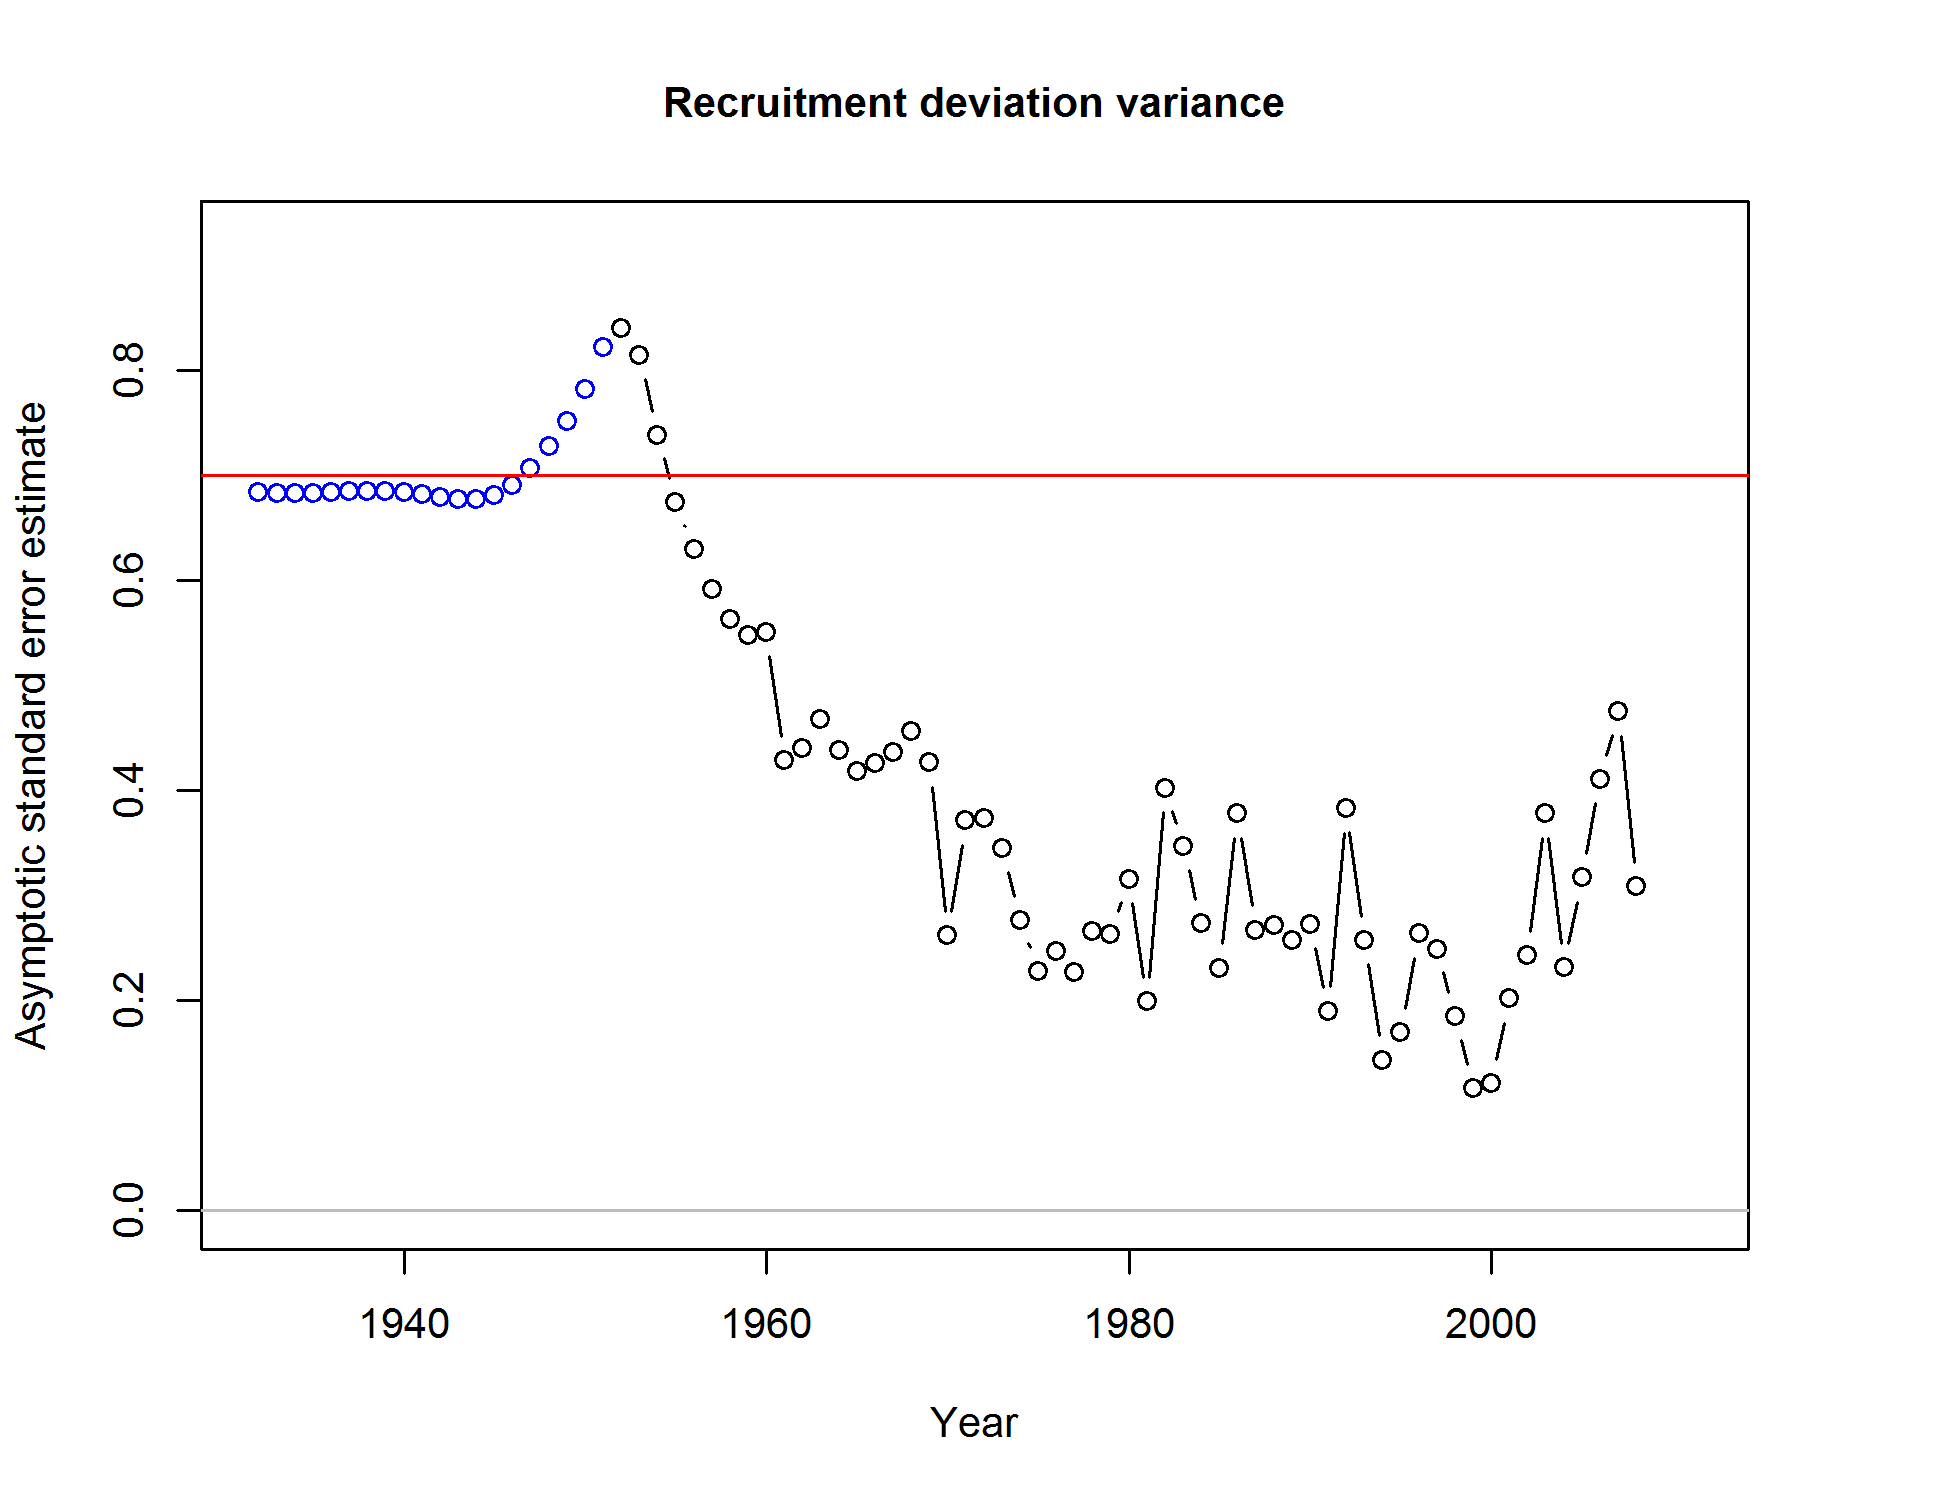 Recruitment deviation variance
Asymptotic standard error estimate
0.8
0.6
0.4
0.2
0.0
1940 1960 1980 2000
Year